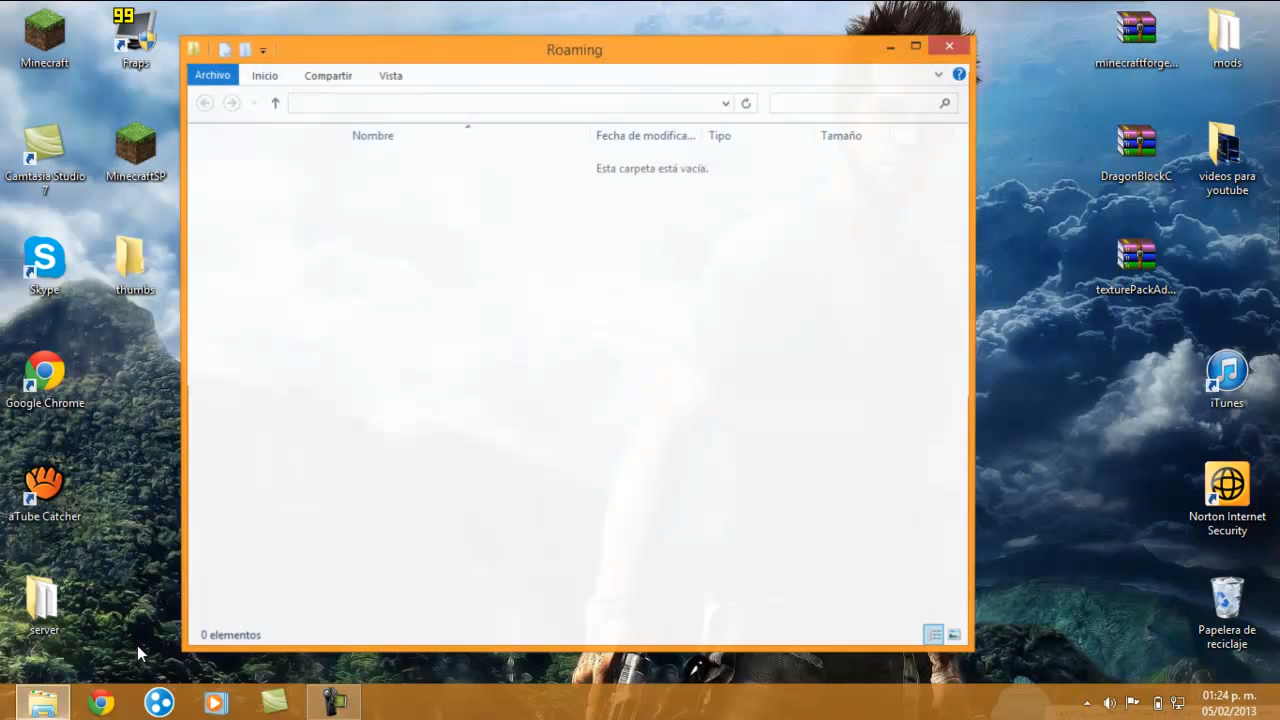 Minecraft
99
Fraps
Camtasia Studio
7
MinecraftSP
Skype
thumbs
Google Chrome
aTube Catcher
server
Roaming
Archivo
Inicio
Compartir
Vista
Nombre
Fecha de modifica...
Tipo
Tamaño
Esta carpeta está vacía.
0 elementos
minecraftforge...
mods
DragonBlockC
videos para
youtube
texturePackAd...
iTunes
Norton Internet
Security
Papelera de
reciclaje
01:24 p. m.
05/02/2013